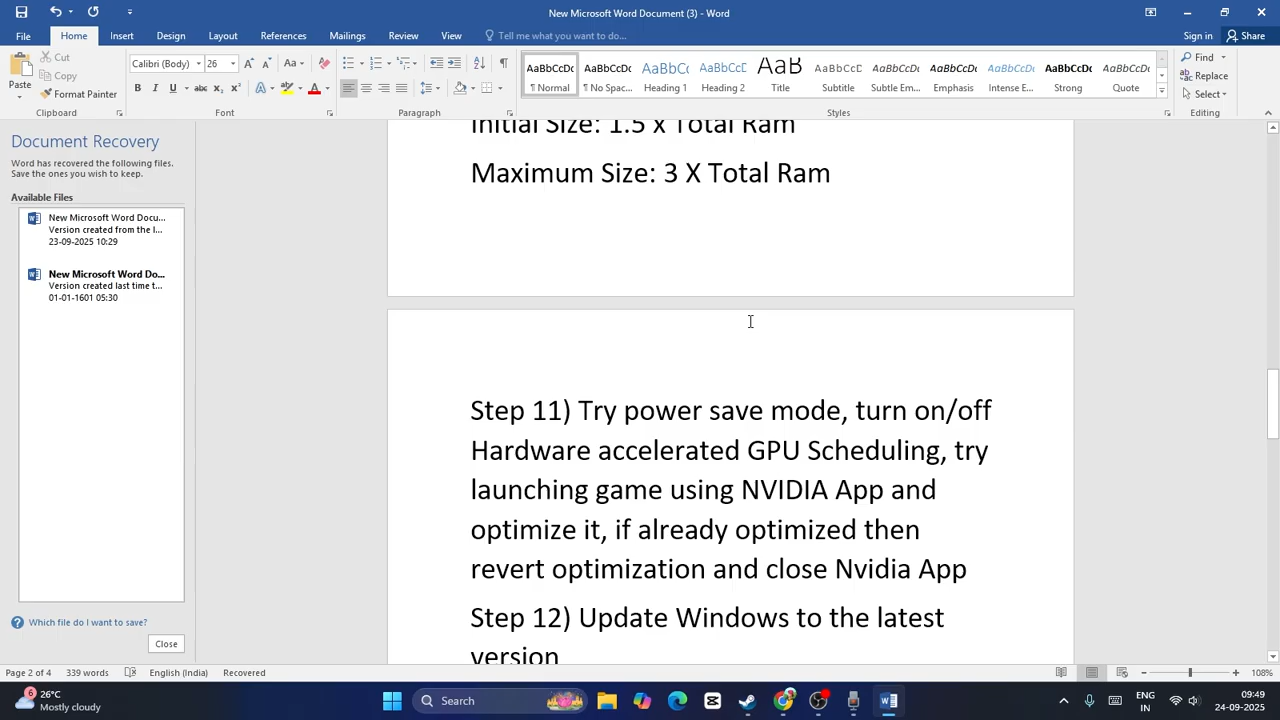 New Microsoft Word Document (3) - Word
File Home Insert Design Layout References Mailings Review View Tell me what you want to do... Sign in Share
Paste Cut Copy Format Painter
Calibri (Body) 26 A A Aa
B I U abc X₂ X² A ab A
AaBbCcDc AaBbCcDc AaBbCc AaBbCcD AaB AaBbCcD AaBbCcDc AaBbCcDc AaBbCcDc AaBbCcDc AaBbCcDc
¶ Normal ¶ No Spac... Heading 1 Heading 2 Title Subtitle Subtle Em... Emphasis Intense E... Strong Quote
Find Replace Select
Clipboard Font Paragraph Styles Editing
Document Recovery
Word has recovered the following files.
Save the ones you wish to keep.
Available Files
New Microsoft Word Docu...
Version created from the l...
23-09-2025 10:29
New Microsoft Word Do...
Version created last time t...
01-01-1601 05:30
Which file do I want to save?
Close
Initial Size: 1.5 x Total Ram
Maximum Size: 3 X Total Ram
Step 11) Try power save mode, turn on/off
Hardware accelerated GPU Scheduling, try
launching game using NVIDIA App and
optimize it, if already optimized then
revert optimization and close Nvidia App
Step 12) Update Windows to the latest
version
Page 2 of 4 339 words English (India) Recovered 108%
6 26°C
Mostly cloudy
Search
ENG
IN
09:49
24-09-2025